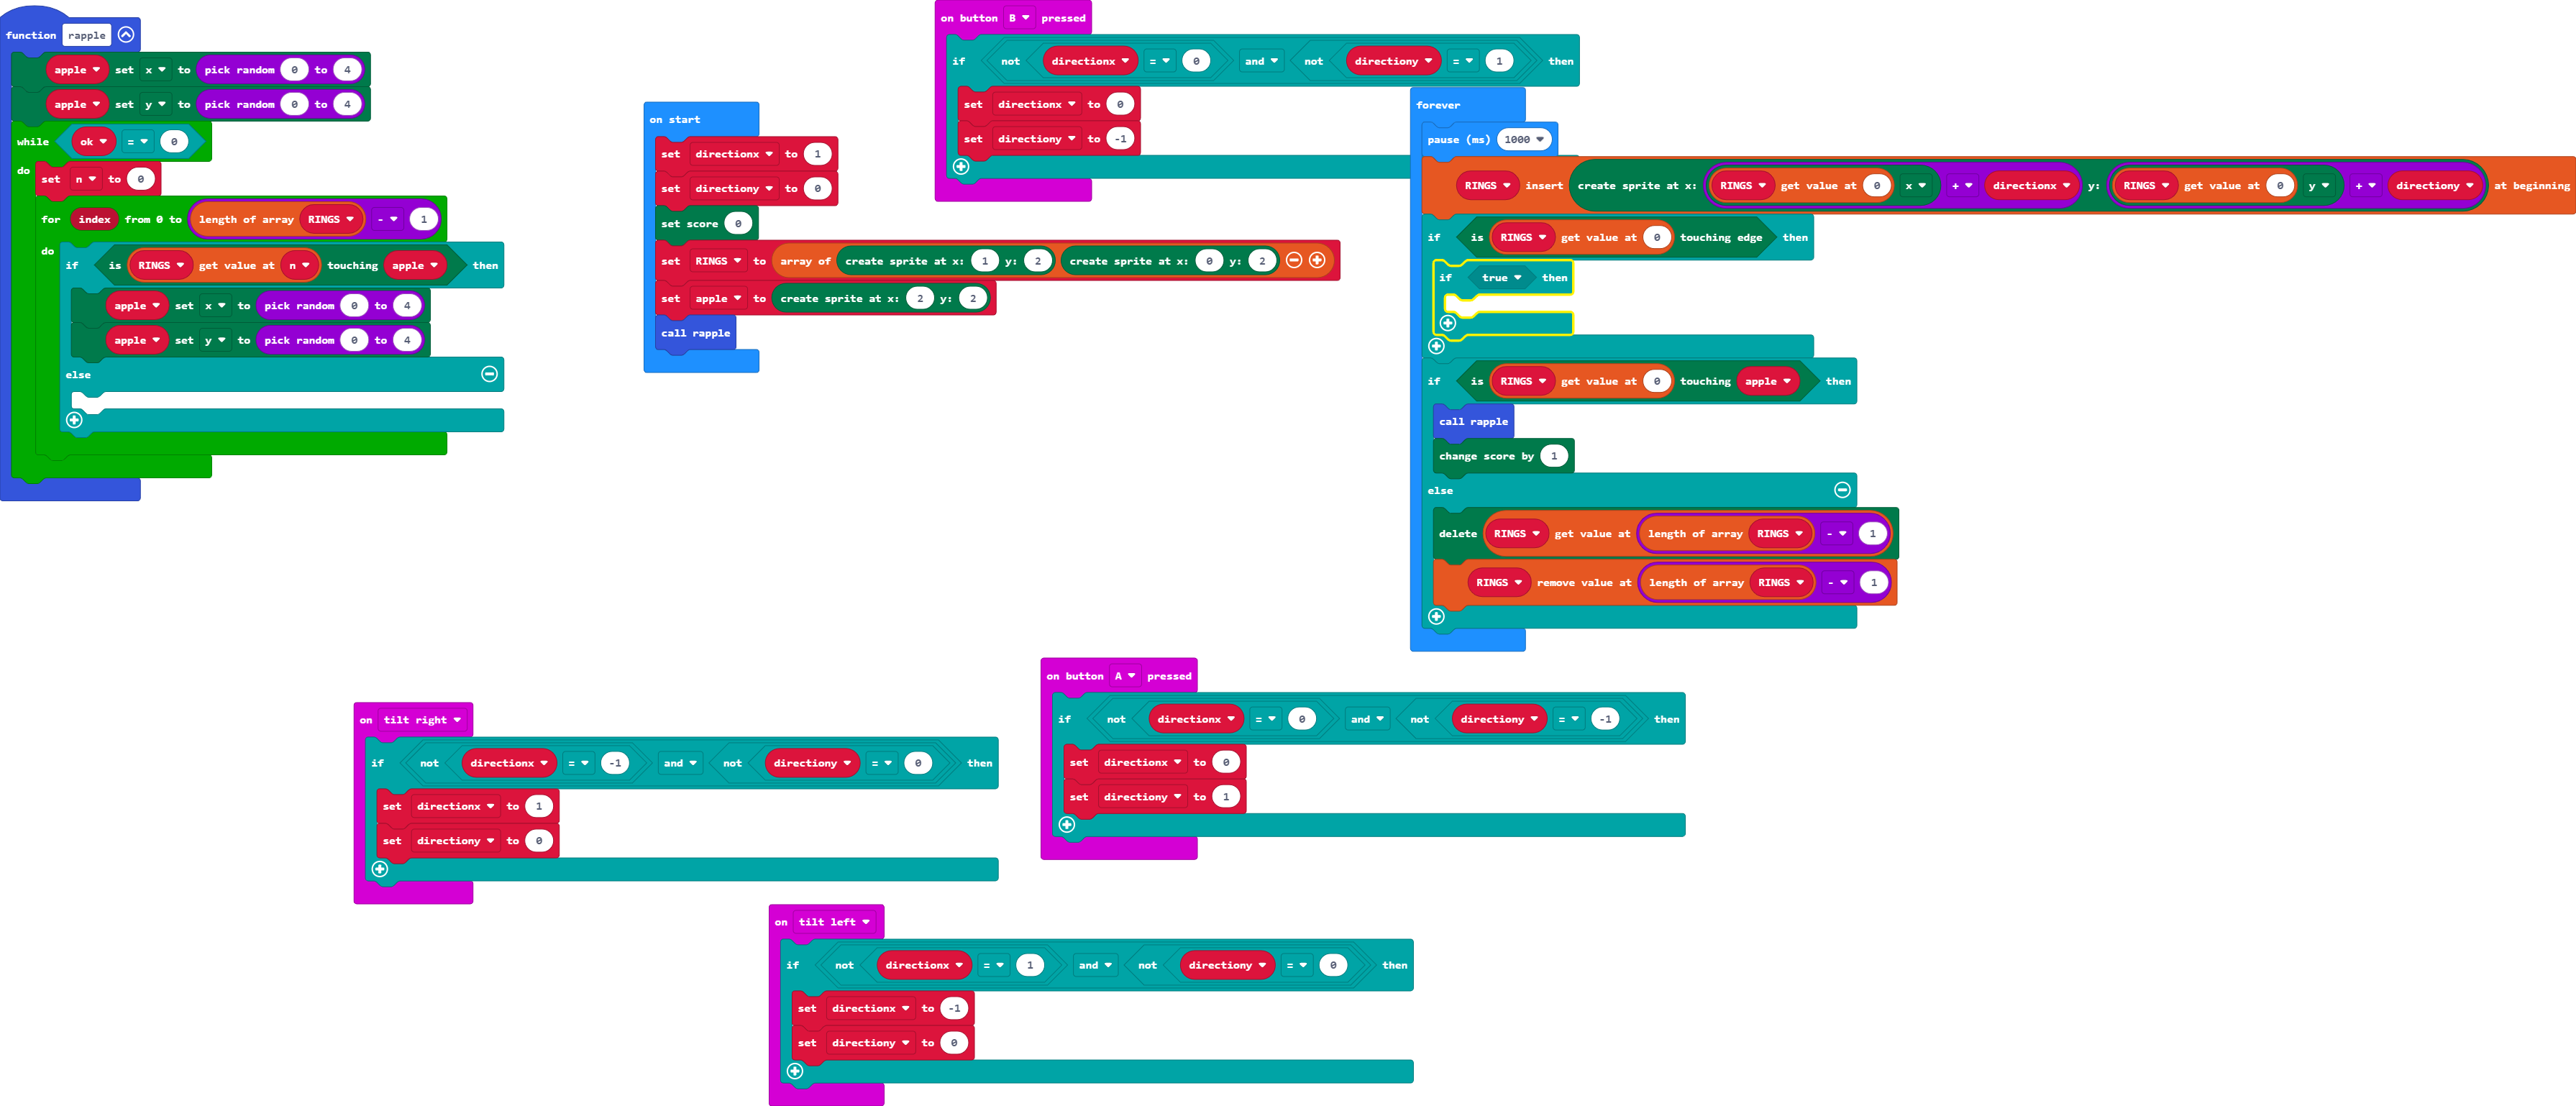 function rapple
apple set x to pick random 0 to 4
apple set y to pick random 0 to 4
while ok = 0
do
set n to 0
for index from 0 to length of array RINGS - 1
do
if is RINGS get value at n touching apple then
apple set x to pick random 0 to 4
apple set y to pick random 0 to 4
else
on start
set directionx to 1
set directiony to 0
set score 0
set RINGS to array of create sprite at x: 1 y: 2 create sprite at x: 0 y: 2
set apple to create sprite at x: 2 y: 2
call rapple
on button B pressed
if not directionx = 0 and not directiony = 1 then
set directionx to 0
set directiony to -1
forever
pause (ms) 1000
RINGS insert create sprite at x: RINGS get value at 0 x + directionx y: RINGS get value at 0 y + directiony at beginning
if is RINGS get value at 0 touching edge then
if true then
if is RINGS get value at 0 touching apple then
call rapple
change score by 1
else
delete RINGS get value at length of array RINGS - 1
RINGS remove value at length of array RINGS - 1
on button A pressed
if not directionx = 0 and not directiony = -1 then
set directionx to 0
set directiony to 1
on tilt right
if not directionx = -1 and not directiony = 0 then
set directionx to 1
set directiony to 0
on tilt left
if not directionx = 1 and not directiony = 0 then
set directionx to -1
set directiony to 0